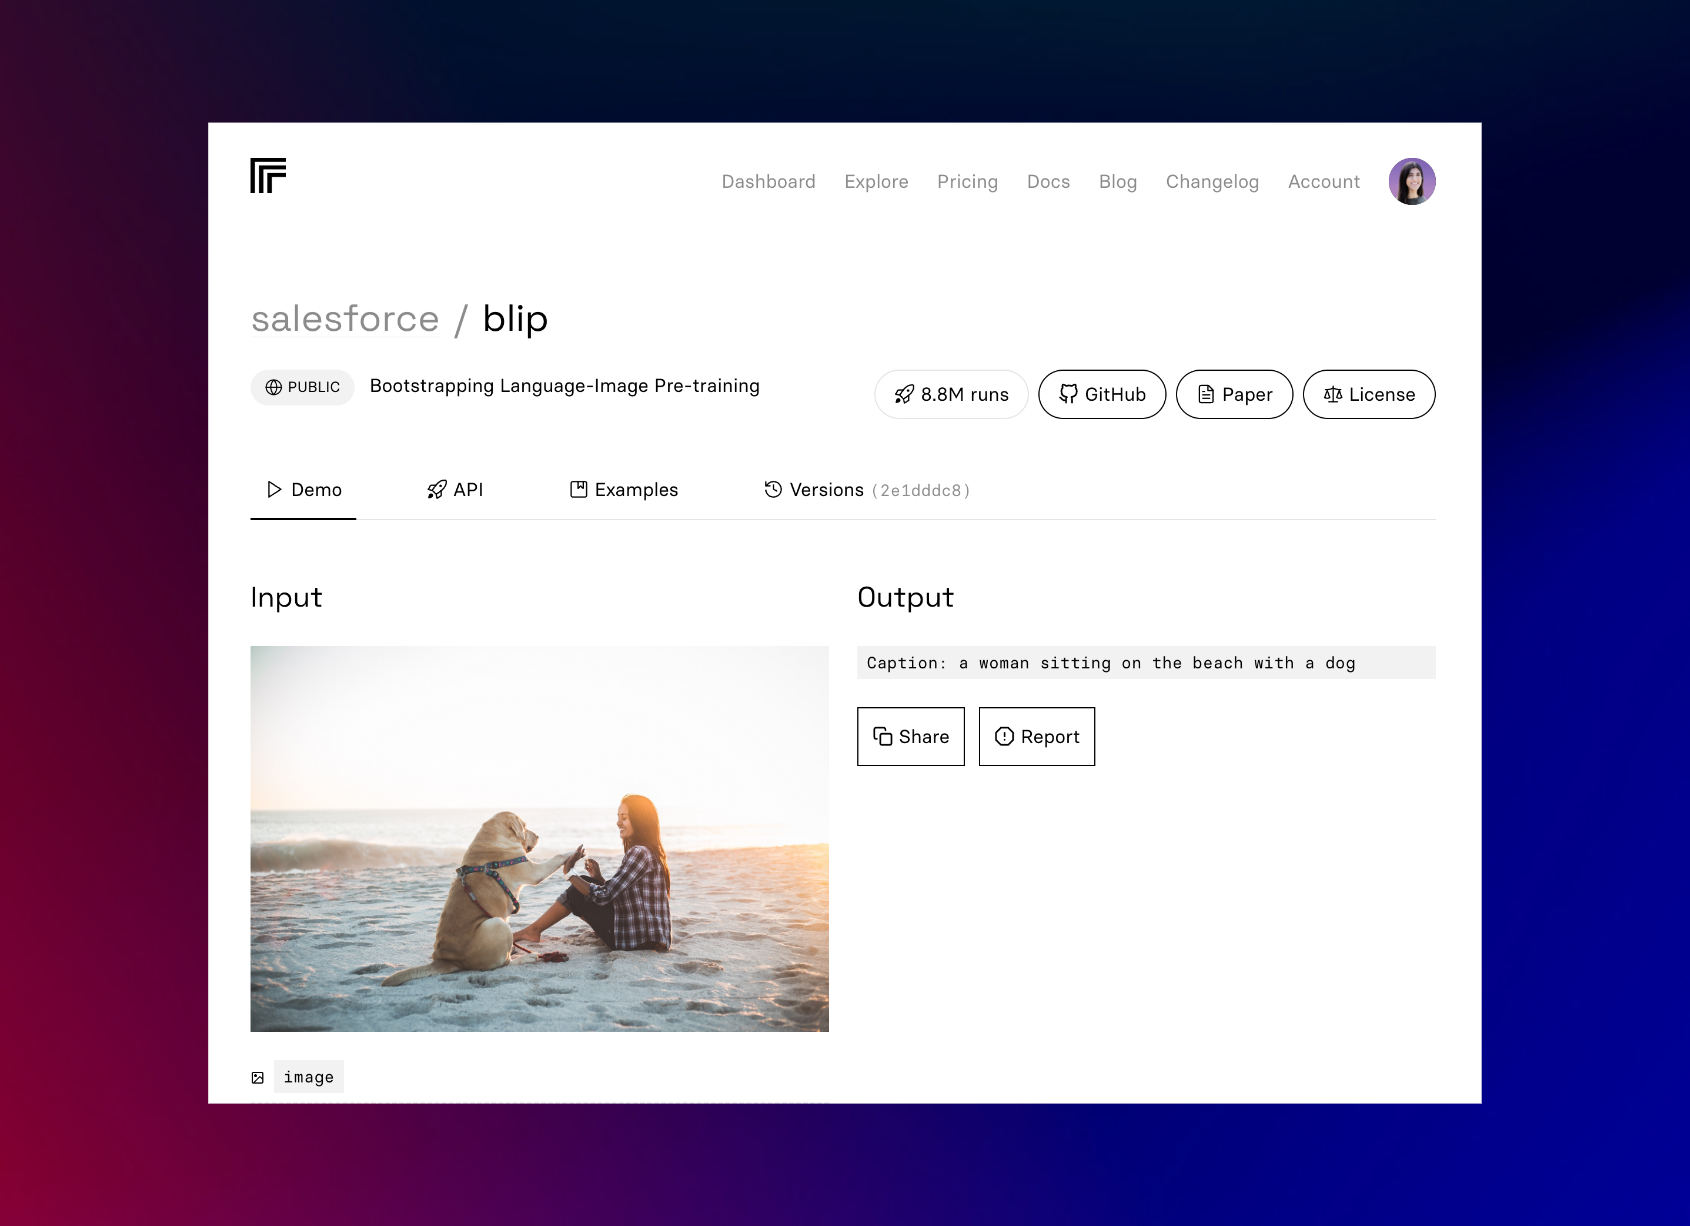 Dashboard Explore Pricing Docs Blog Changelog Account
salesforce / blip
PUBLIC Bootstrapping Language-Image Pre-training
8.8M runs GitHub Paper License
Demo API Examples Versions (2e1dddc8)
Input
Output
Caption: a woman sitting on the beach with a dog
Share Report
image